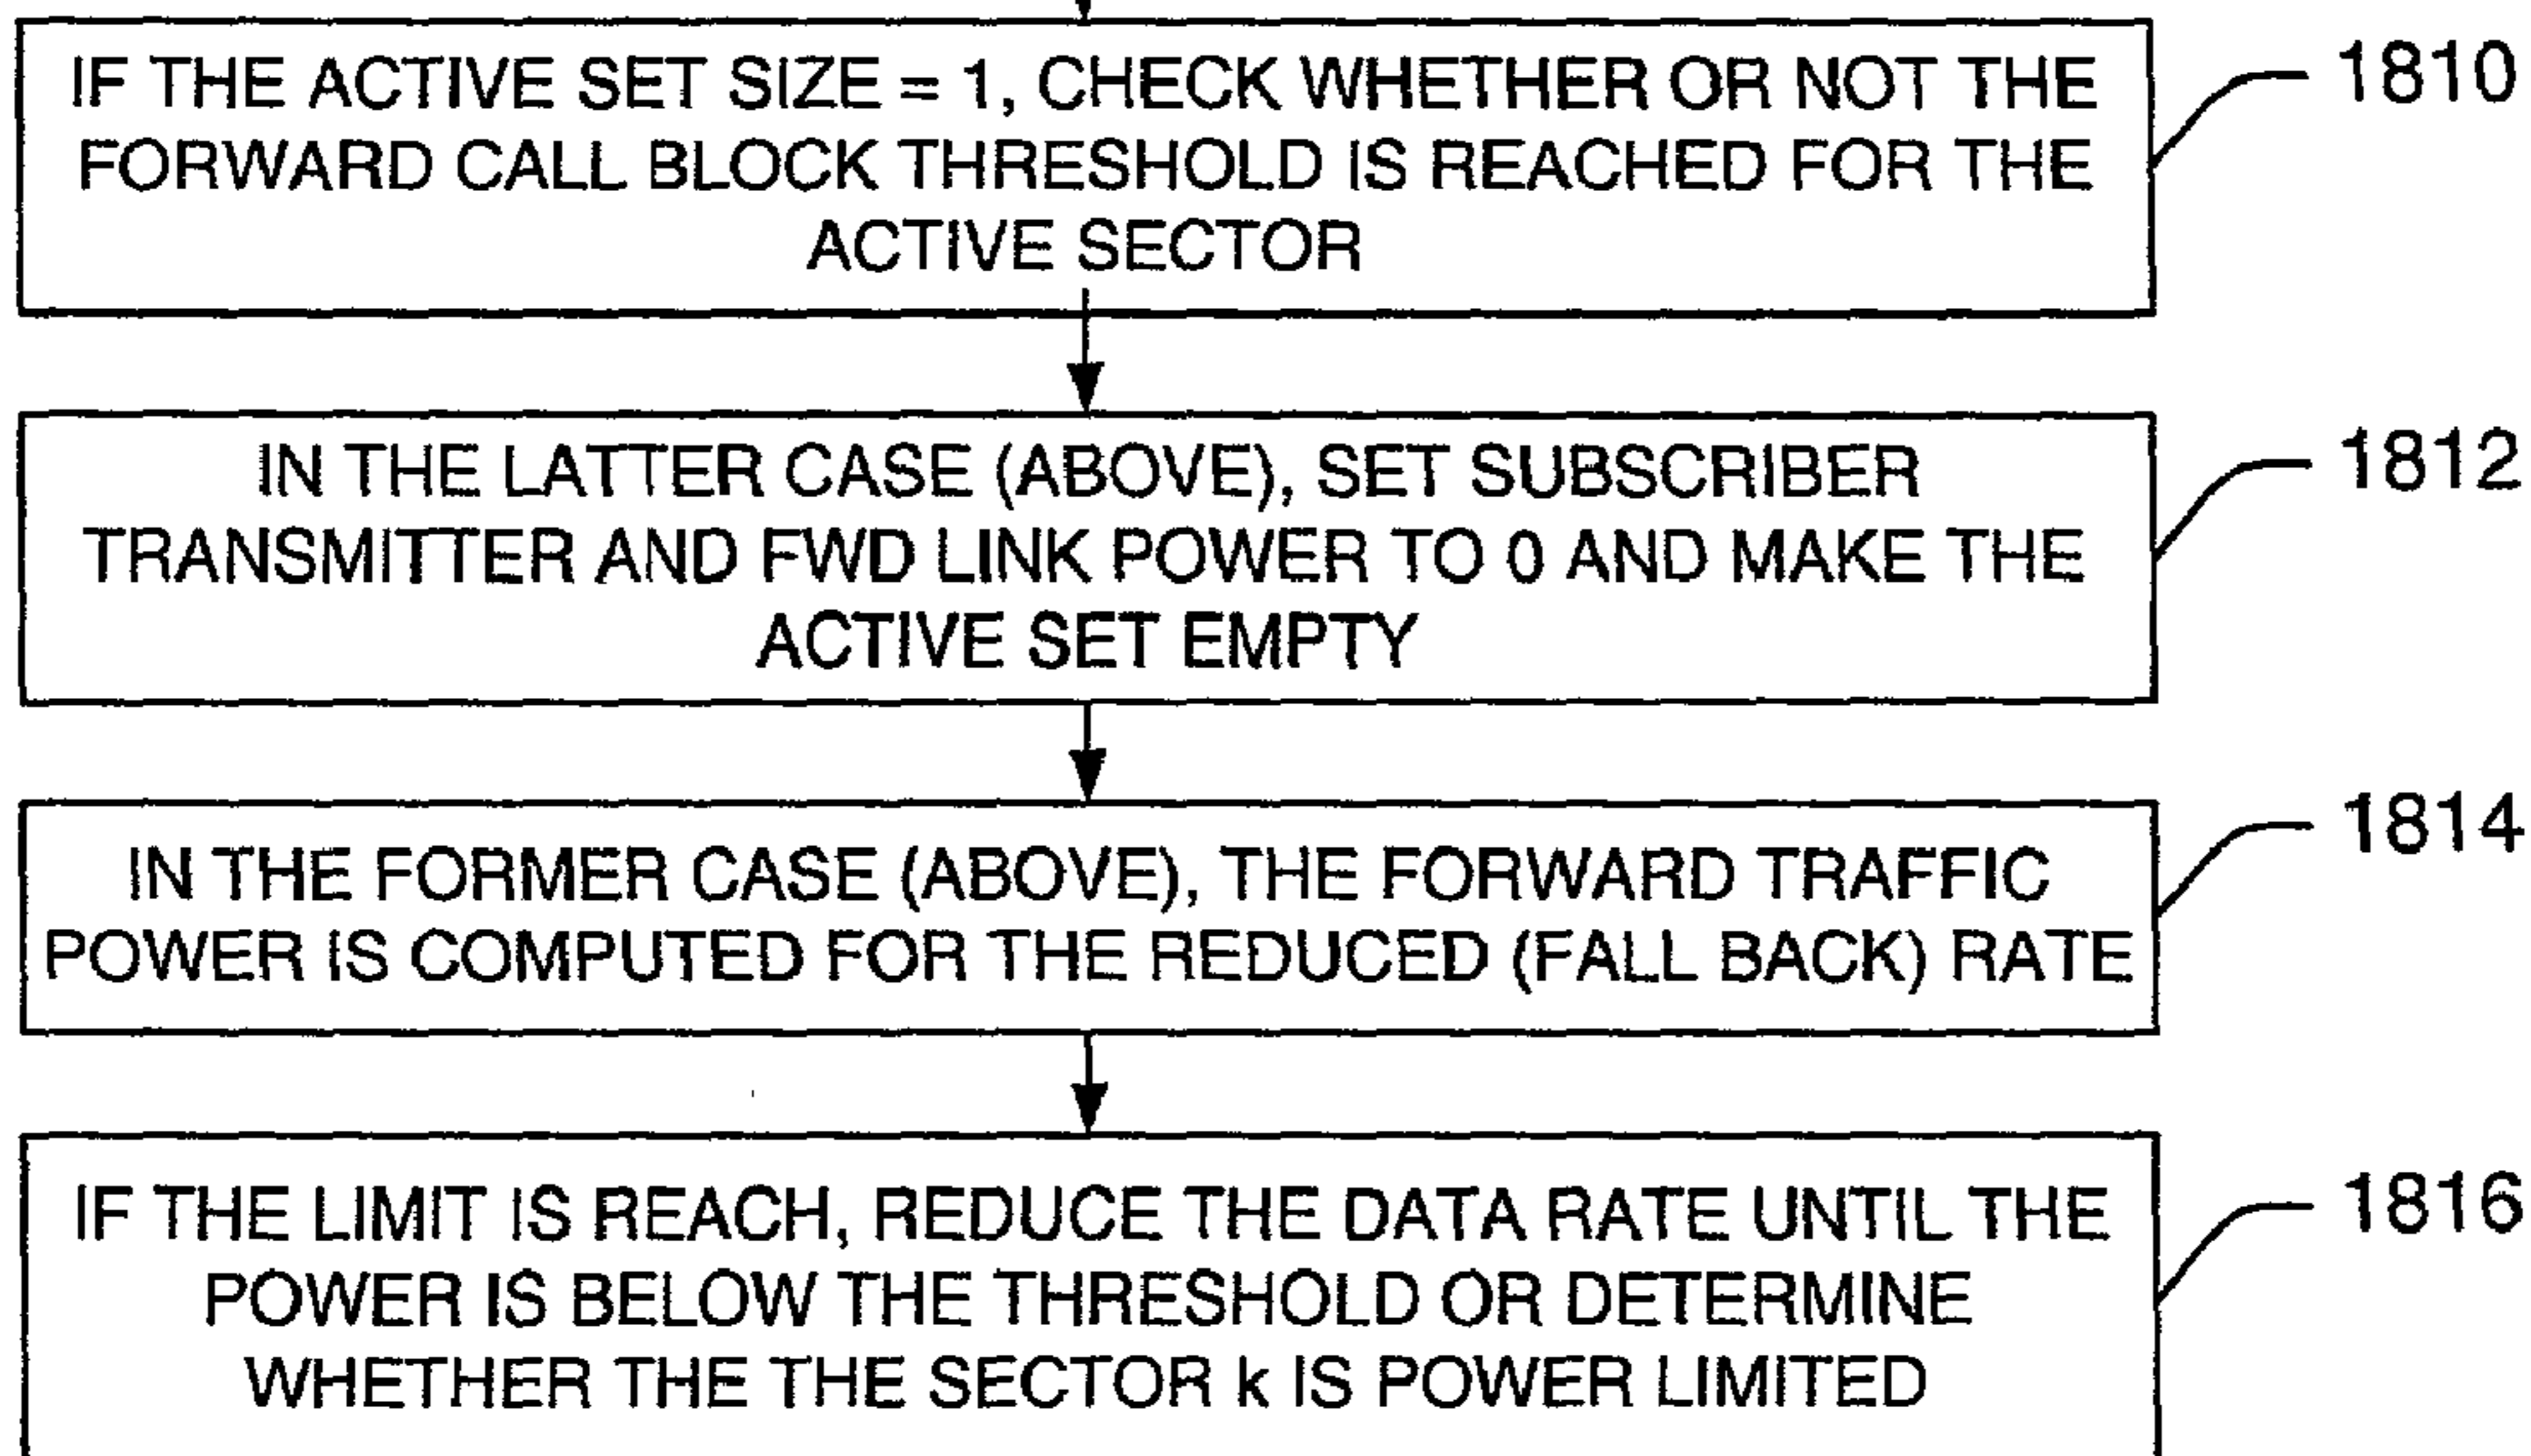 IF THE ACTIVE SET SIZE = 1, CHECK WHETHER OR NOT THE
FORWARD CALL BLOCK THRESHOLD IS REACHED FOR THE
ACTIVE SECTOR
1810
IN THE LATTER CASE (ABOVE), SET SUBSCRIBER
TRANSMITTER AND FWD LINK POWER TO 0 AND MAKE THE
ACTIVE SET EMPTY
1812
IN THE FORMER CASE (ABOVE), THE FORWARD TRAFFIC
POWER IS COMPUTED FOR THE REDUCED (FALL BACK) RATE
1814
IF THE LIMIT IS REACH, REDUCE THE DATA RATE UNTIL THE
POWER IS BELOW THE THRESHOLD OR DETERMINE
WHETHER THE THE SECTOR k IS POWER LIMITED
1816